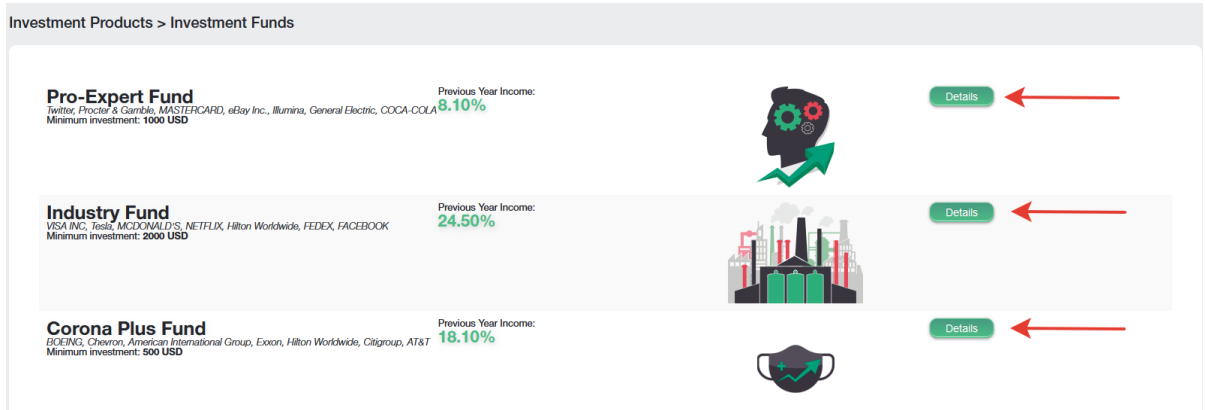 Investment Products > Investment Funds
Pro-Expert Fund
Twitter, Procter & Gamble, MASTERCARD, eBay Inc., Illumina, General Electric, COCA-COLA
Minimum investment: 1000 USD
Previous Year Income:
8.10%
Details
Industry Fund
VISA INC, Tesla, MCDONALD'S, NETFLIX, Hilton Worldwide, FEDEX, FACEBOOK
Minimum investment: 2000 USD
Previous Year Income:
24.50%
Details
Corona Plus Fund
BOEING, Chevron, American International Group, Exxon, Hilton Worldwide, Citigroup, AT&T
Minimum investment: 500 USD
Previous Year Income:
18.10%
Details